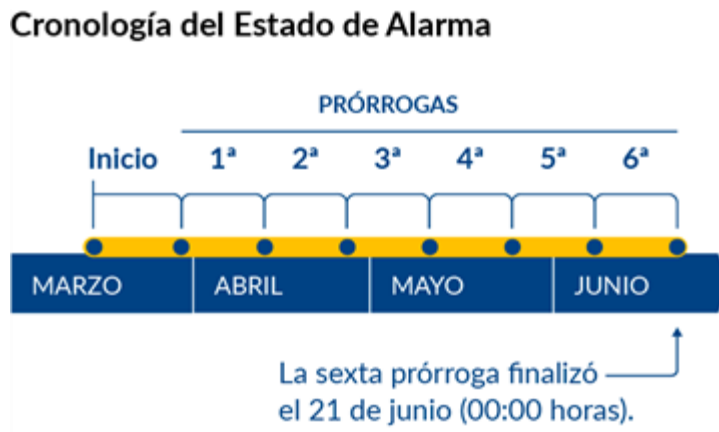 Cronología del Estado de Alarma
PRÓRROGAS
Inicio 1ª 2ª 3ª 4ª 5ª 6ª
MARZO ABRIL MAYO JUNIO
La sexta prórroga finalizó
el 21 de junio (00:00 horas).